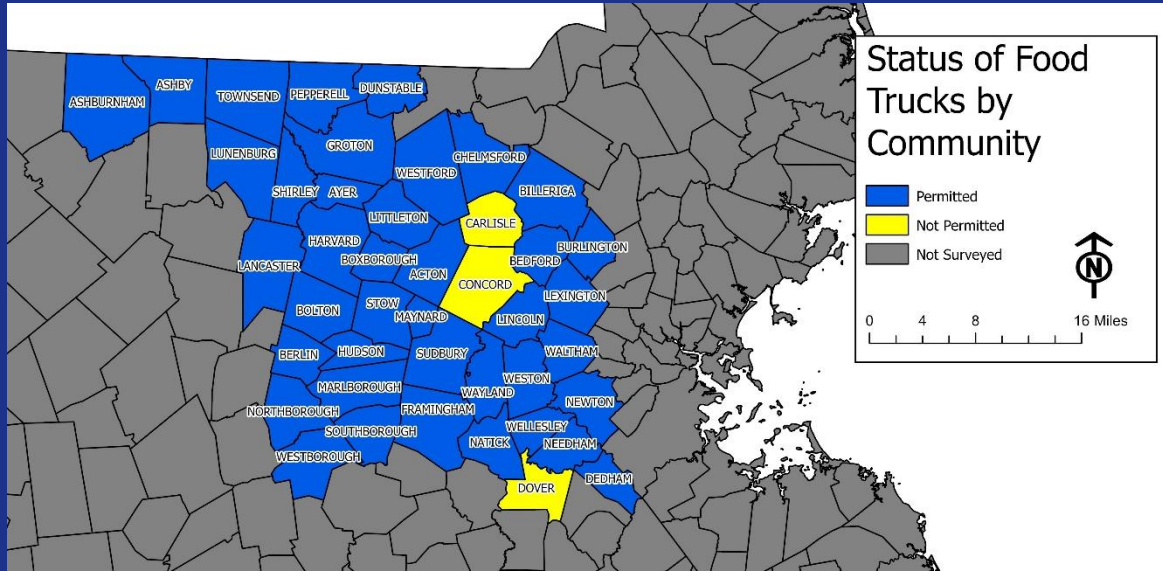 Status of Food
Trucks by
Community
Permitted
Not Permitted
Not Surveyed
N
0 4 8 16 Miles
ASHBURNHAM
ASHBY
TOWNSEND
PEPPERELL
DUNSTABLE
LUNENBURG
GROTON
WESTFORD
CHELMSFORD
BILLERICA
SHIRLEY
AYER
LITTLETON
CARLISLE
HARVARD
BOXBOROUGH
ACTON
BEDFORD
BURLINGTON
LANCASTER
CONCORD
LEXINGTON
BOLTON
STOW
MAYNARD
LINCOLN
BERLIN
HUDSON
SUDBURY
WALTHAM
MARLBOROUGH
WAYLAND
WESTON
NORTHBOROUGH
FRAMINGHAM
NEWTON
SOUTHBOROUGH
WELLESLEY
WESTBOROUGH
NATICK
NEEDHAM
DOVER
DEDHAM